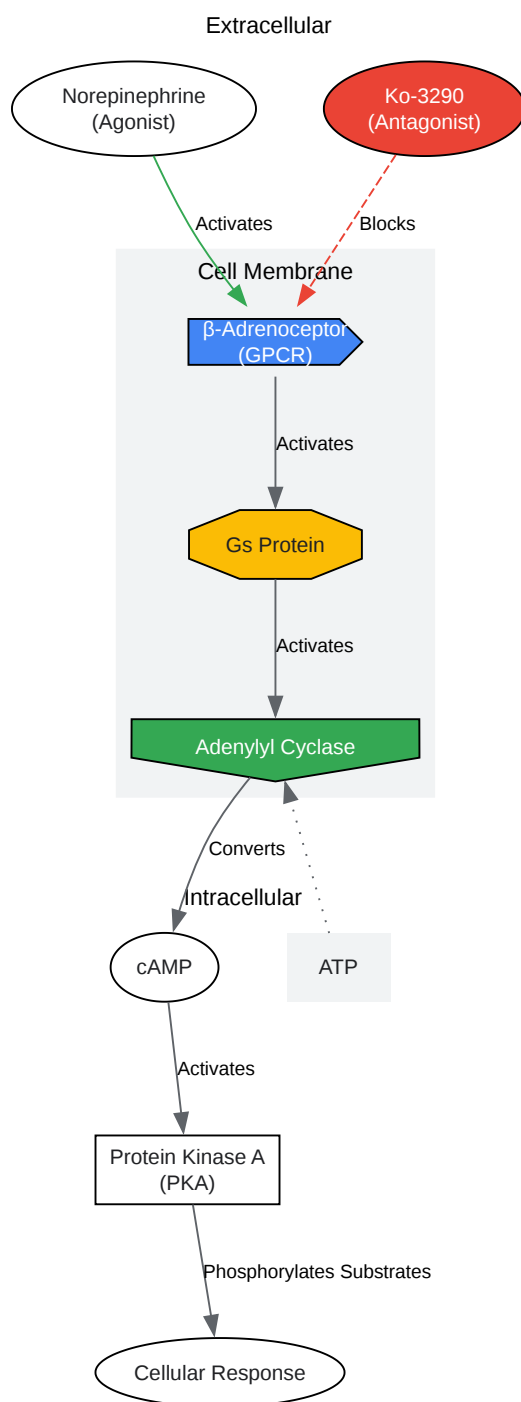 Extracellular
Norepinephrine
(Agonist)
Ko-3290
(Antagonist)
Activates
Blocks
Cell Membrane
β-Adrenoceptor
(GPCR)
Activates
Gs Protein
Activates
Adenylyl Cyclase
Converts
Intracellular
cAMP
ATP
Activates
Protein Kinase A
(PKA)
Phosphorylates Substrates
Cellular Response